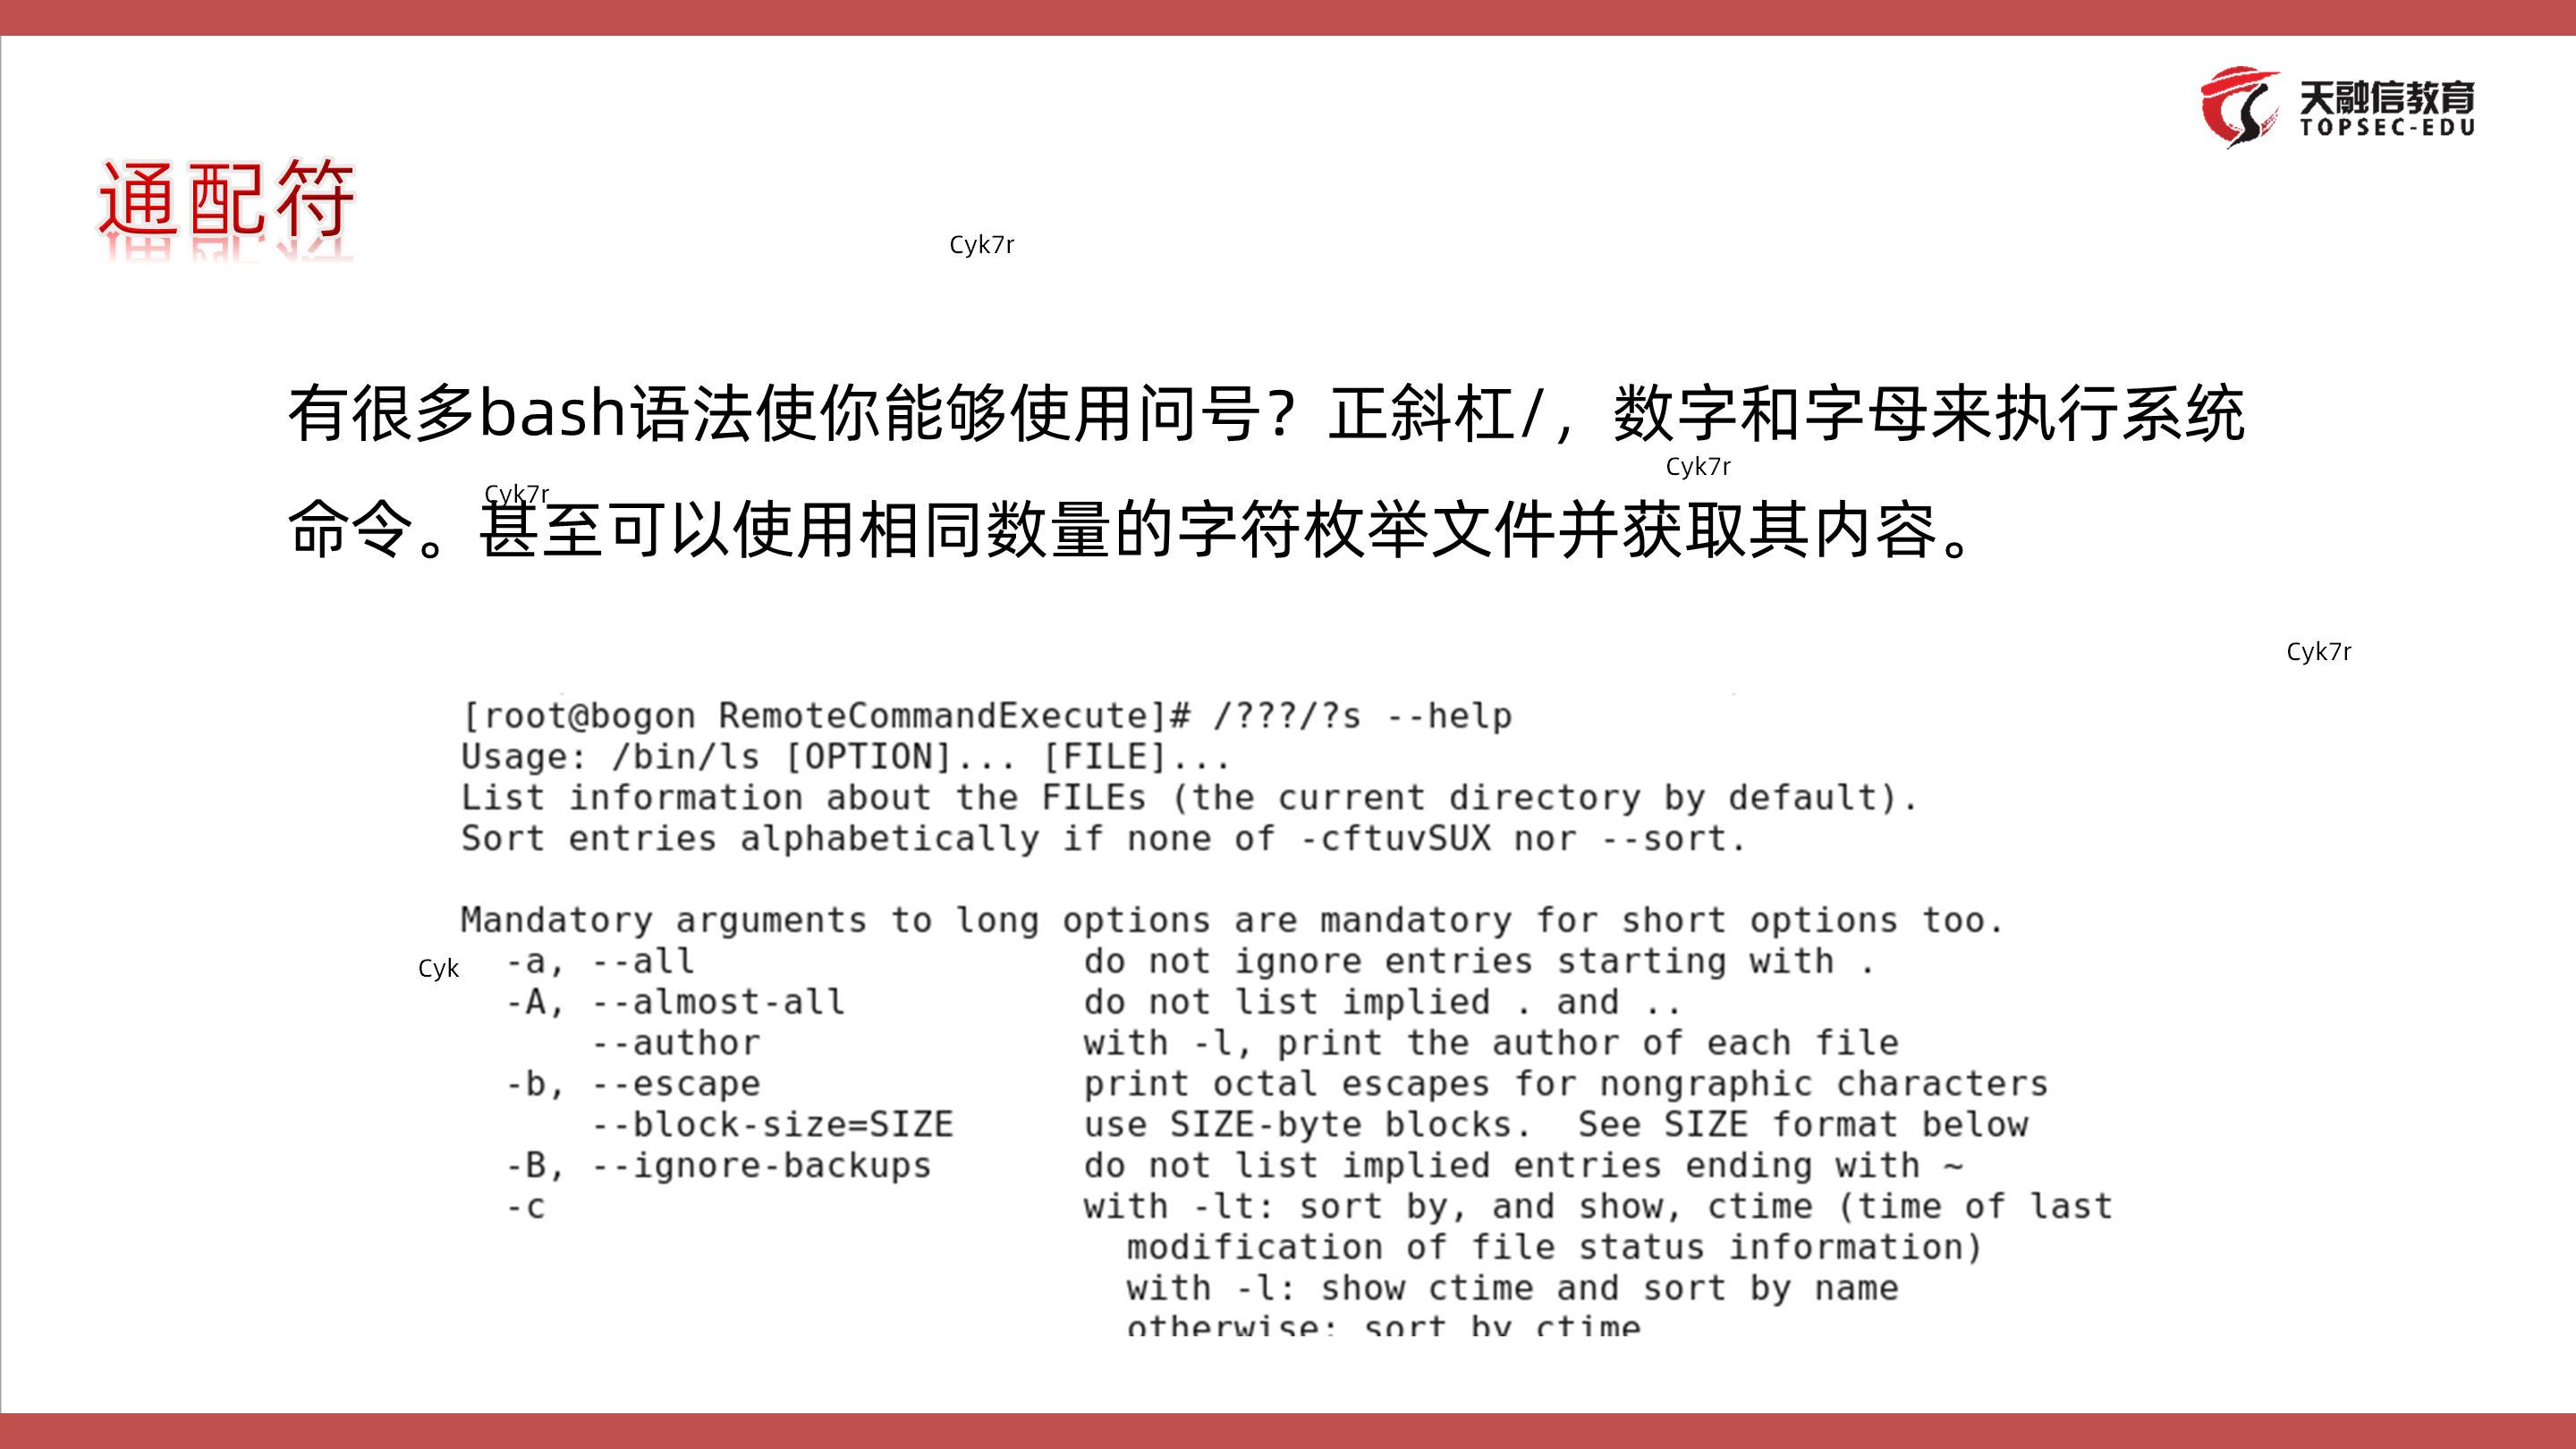 天融信教育
TOPSEC-EDU
通配符
Cyk7r
有很多bash语法使你能够使用问号？正斜杠/，数字和字母来执行系统
Cyk7r
Cyk7r
命令。甚至可以使用相同数量的字符枚举文件并获取其内容。
Cyk7r
[root@bogon RemoteCommandExecute]# /???/?s --help
Usage: /bin/ls [OPTION]... [FILE]...
List information about the FILEs (the current directory by default).
Sort entries alphabetically if none of -cftuvSUX nor --sort.
Mandatory arguments to long options are mandatory for short options too.
Cyk
-a, --all                  do not ignore entries starting with .
-A, --almost-all           do not list implied . and ..
--author               with -l, print the author of each file
-b, --escape               print octal escapes for nongraphic characters
--block-size=SIZE      use SIZE-byte blocks.  See SIZE format below
-B, --ignore-backups       do not list implied entries ending with ~
-c                         with -lt: sort by, and show, ctime (time of last
modification of file status information)
with -l: show ctime and sort by name
otherwise: sort by ctime